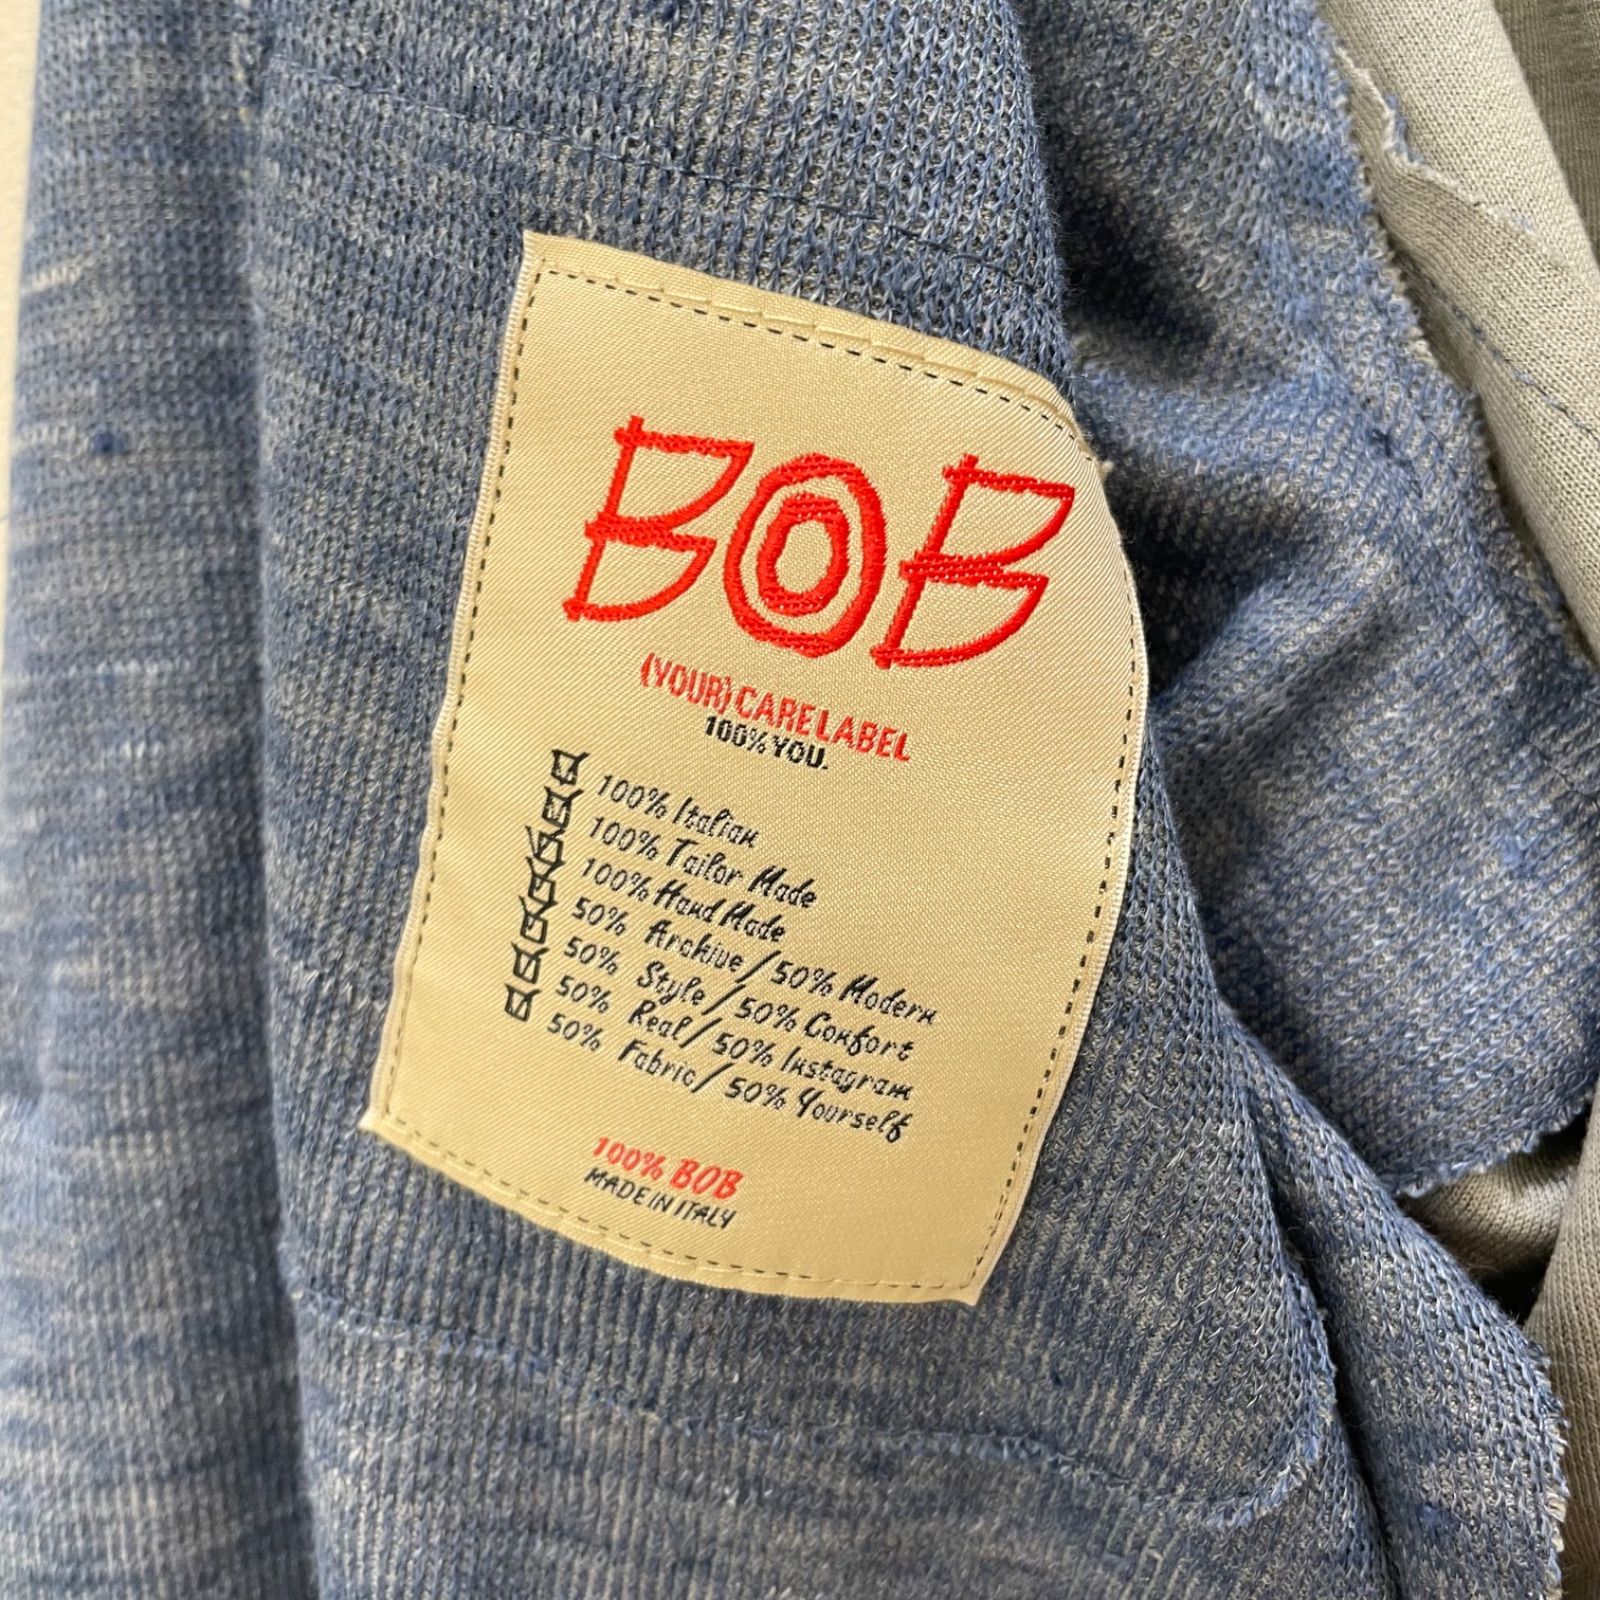 BOB
(YOUR) CARE LABEL
100% YOU.
100% Italian
100% Tailor Made
100% Hand Made
50% Archive / 50% Modern
50% Style / 50% Comfort
50% Real / 50% Instagram
50% Fabric / 50% Yourself
100% BOB
MADE IN ITALY